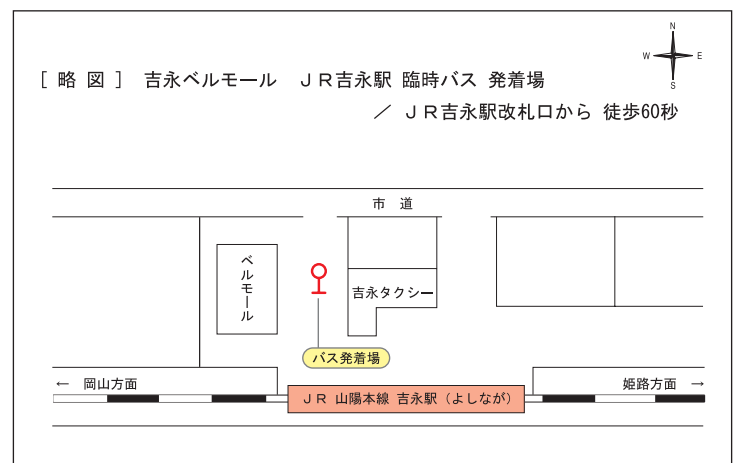 N
W E
S
［ 略 図 ］ 吉永ベルモール ＪＲ吉永駅 臨時バス 発着場
／ ＪＲ吉永駅改札口から 徒歩60秒
市 道
ベルモール
吉永タクシー
バス発着場
← 岡山方面
姫路方面 →
ＪＲ 山陽本線 吉永駅（よしなが）